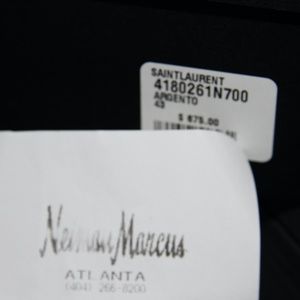 SAINTLAURENT
4180261N700
ARGENTO
43
$ 675.00
Neiman Marcus
ATLANTA
(404) 266-8200